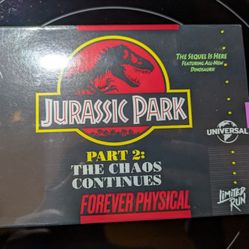 THE SEQUEL IS HERE
FEATURING ALL-NEW
DINOSAURS!
JURASSIC PARK
UNIVERSAL
PART 2:
THE CHAOS
CONTINUES
FOREVER PHYSICAL
LIMITED
RUN